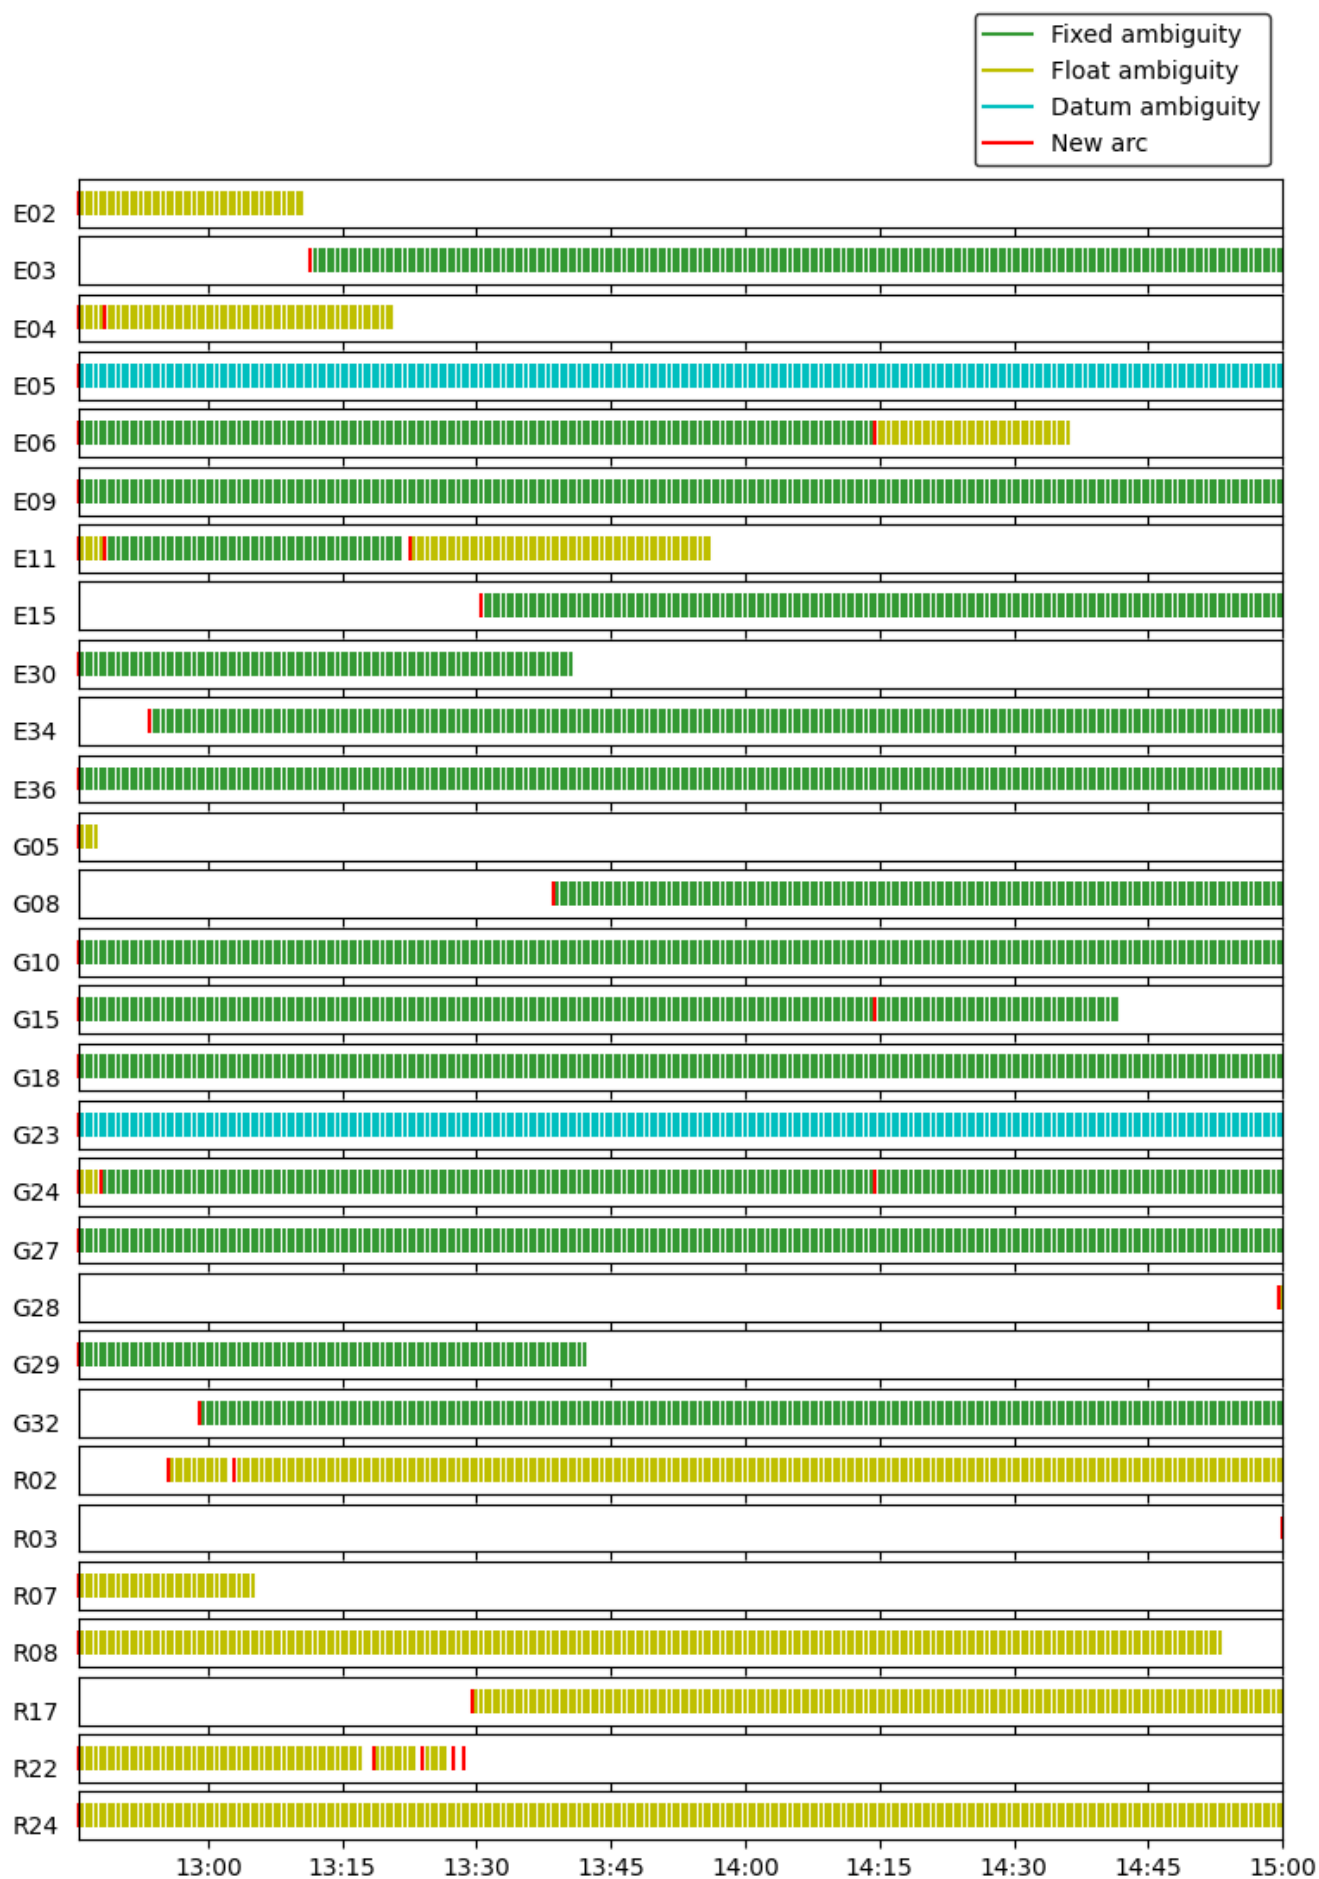 Fixed ambiguity
Float ambiguity
Datum ambiguity
New arc
E02
E03
E04
E05
E06
E09
E11
E15
E30
E34
E36
G05
G08
G10
G15
G18
G23
G24
G27
G28
G29
G32
R02
R03
R07
R08
R17
R22
R24
13:00 13:15 13:30 13:45 14:00 14:15 14:30 14:45 15:00